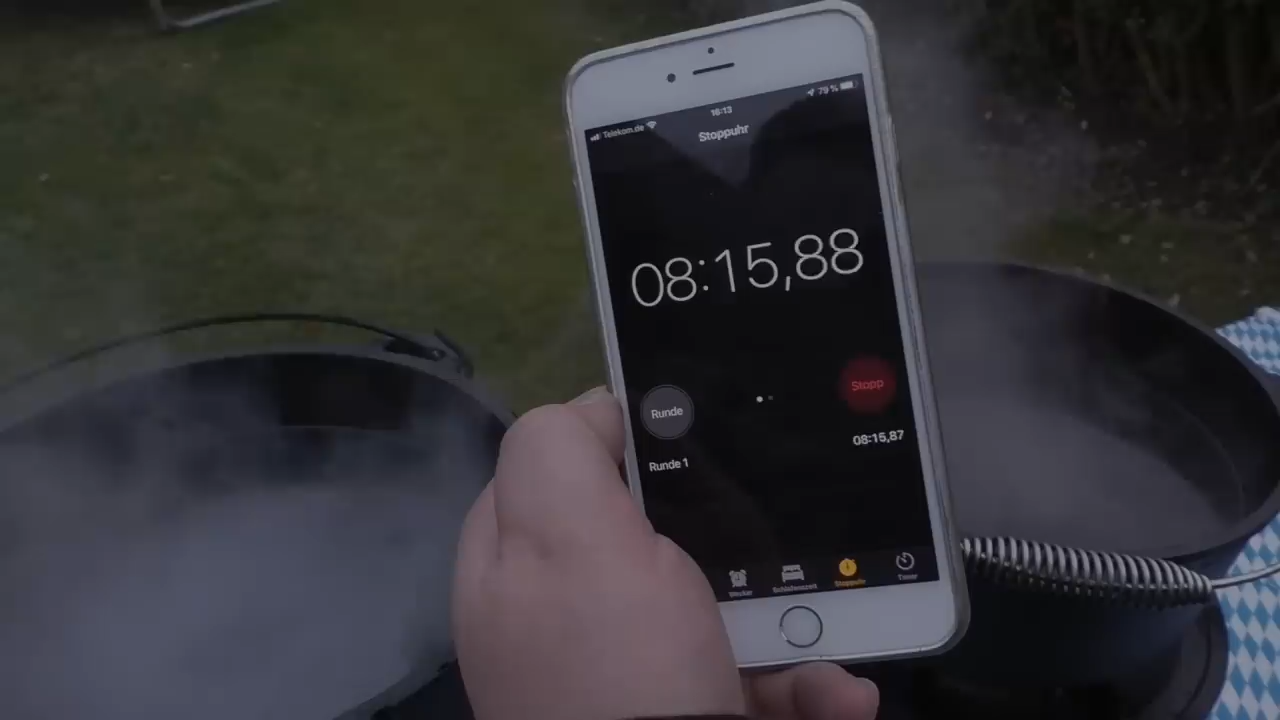 Telekom.de
16:13
79 %
Stoppuhr
08:15,88
Runde
Stopp
Runde 1
08:15,87
Wecker
Schlafenszeit
Stoppuhr
Timer